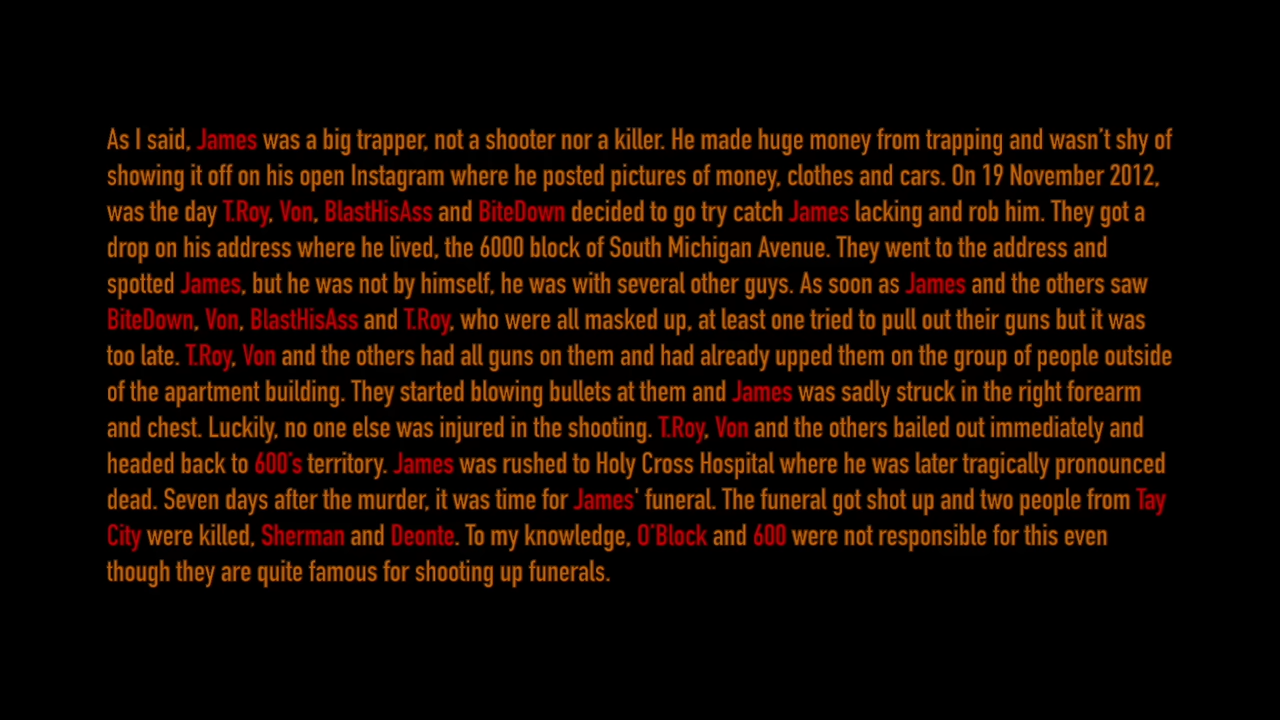 As I said, James was a big trapper, not a shooter nor a killer. He made huge money from trapping and wasn't shy of
showing it off on his open Instagram where he posted pictures of money, clothes and cars. On 19 November 2012,
was the day T.Roy, Von, BlastHisAss and BiteDown decided to go try catch James lacking and rob him. They got a
drop on his address where he lived, the 6000 block of South Michigan Avenue. They went to the address and
spotted James, but he was not by himself, he was with several other guys. As soon as James and the others saw
BiteDown, Von, BlastHisAss and T.Roy, who were all masked up, at least one tried to pull out their guns but it was
too late. T.Roy, Von and the others had all guns on them and had already upped them on the group of people outside
of the apartment building. They started blowing bullets at them and James was sadly struck in the right forearm
and chest. Luckily, no one else was injured in the shooting. T.Roy, Von and the others bailed out immediately and
headed back to 600's territory. James was rushed to Holy Cross Hospital where he was later tragically pronounced
dead. Seven days after the murder, it was time for James' funeral. The funeral got shot up and two people from Tay
City were killed, Sherman and Deonte. To my knowledge, O'Block and 600 were not responsible for this even
though they are quite famous for shooting up funerals.